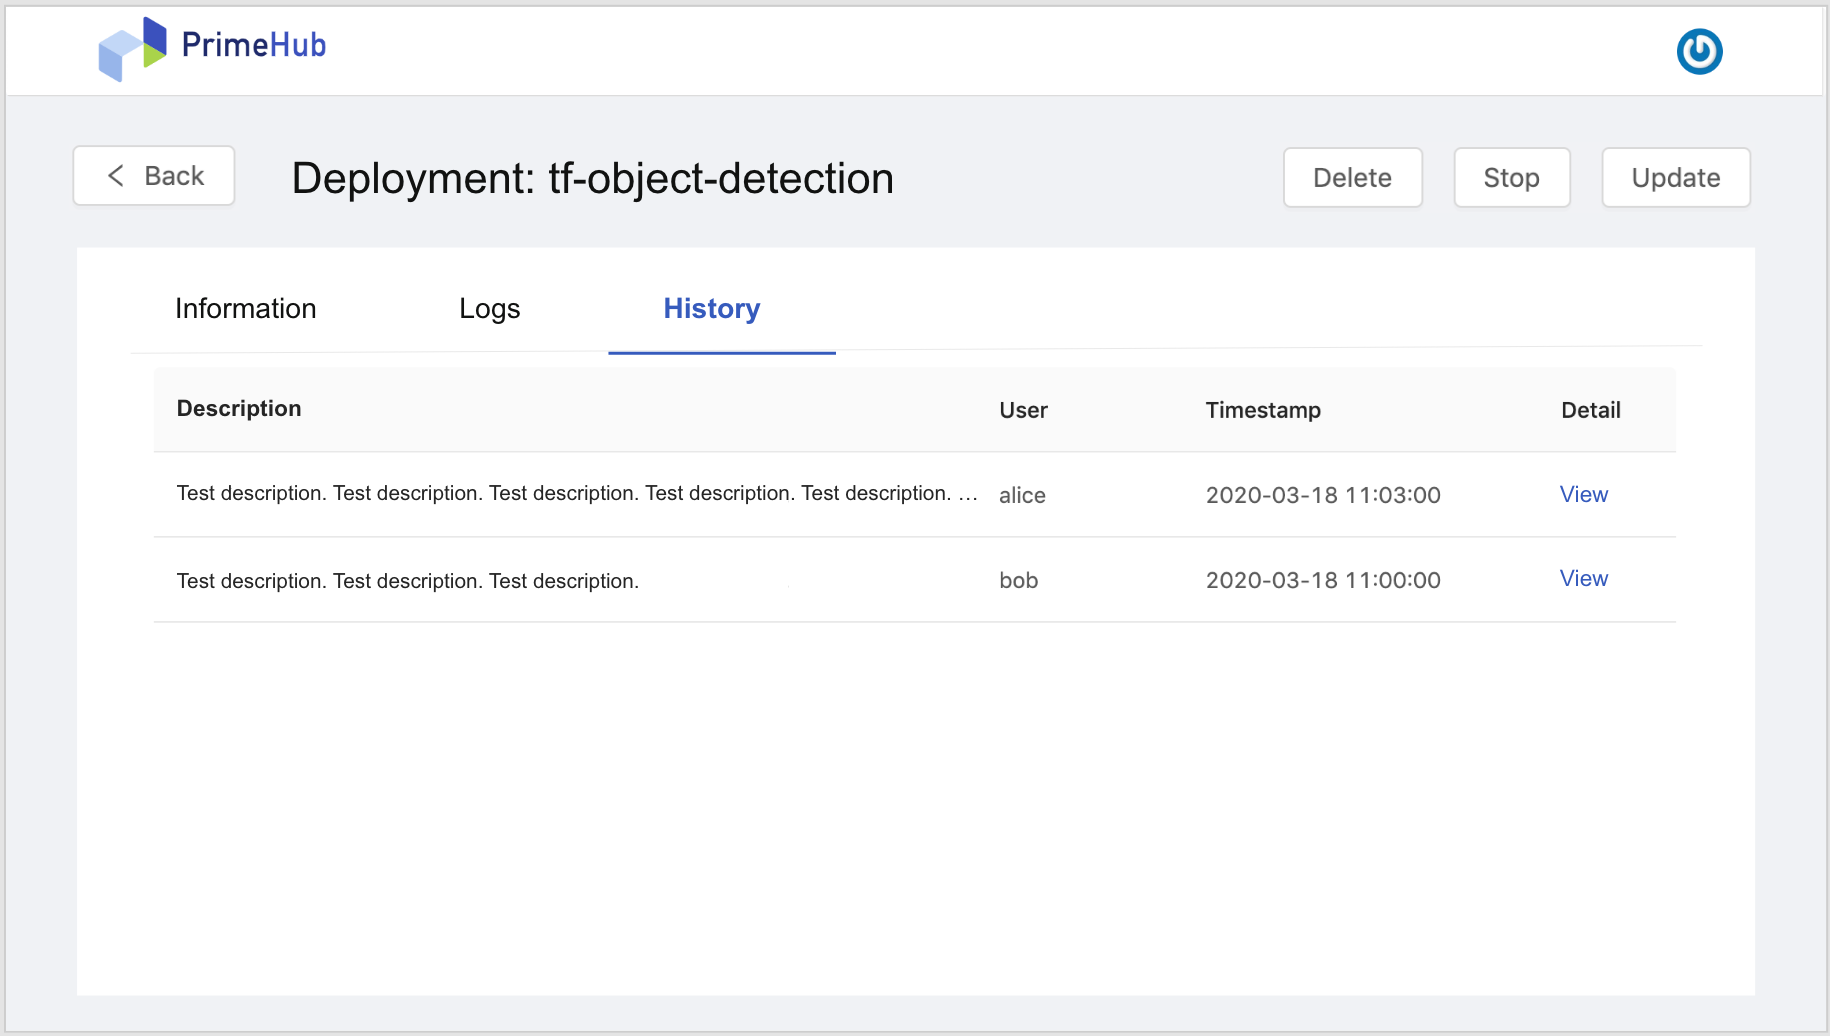 PrimeHub
Back
Deployment: tf-object-detection
Delete
Stop
Update
Information
Logs
History
Description
User
Timestamp
Detail
Test description. Test description. Test description. Test description. Test description. …
alice
2020-03-18 11:03:00
View
Test description. Test description. Test description.
bob
2020-03-18 11:00:00
View